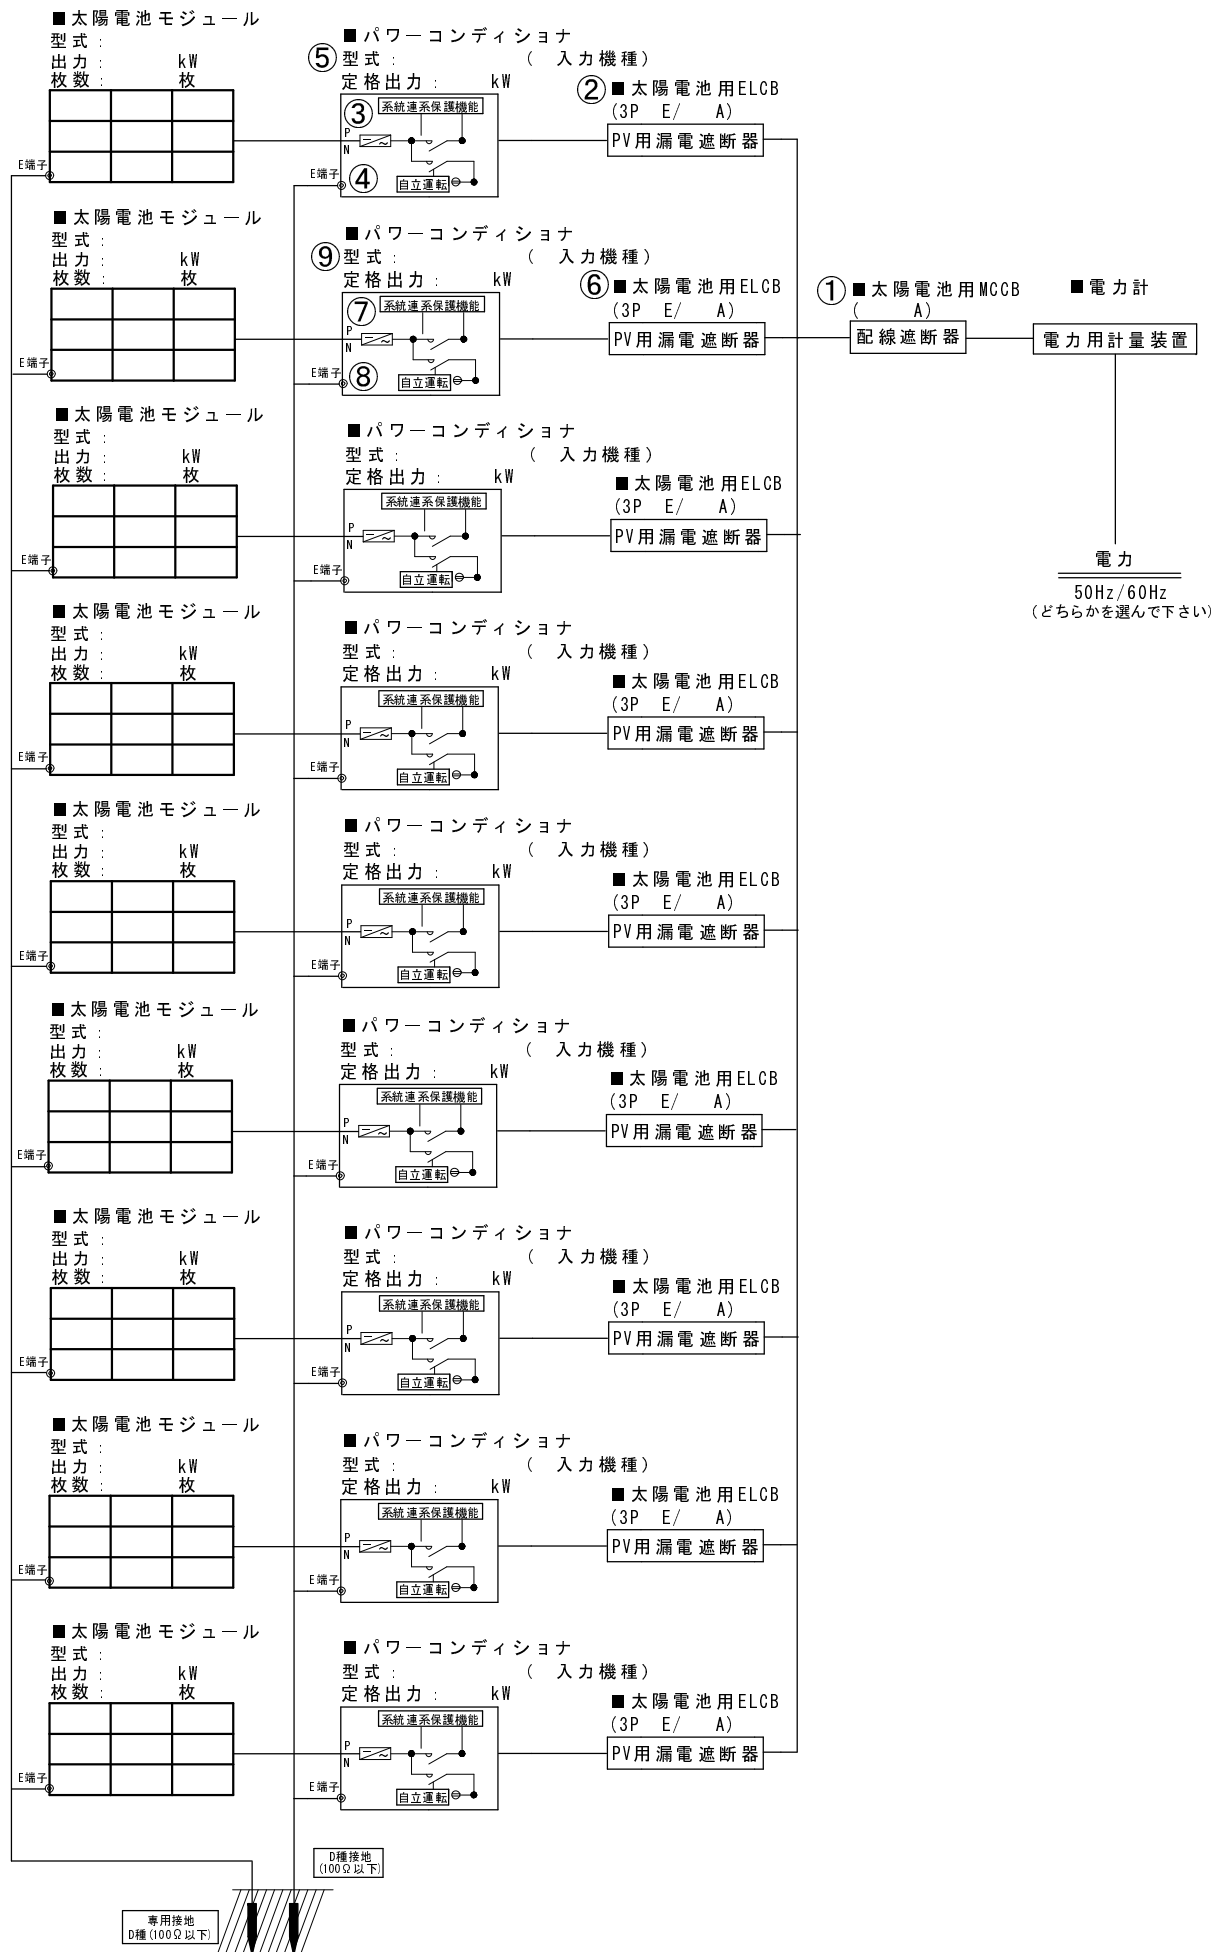 ■太陽電池モジュール
型式：
出力：　kW
枚数：　枚
E端子
■パワーコンディショナ
⑤型式：　（　入力機種）
定格出力：　kW
系統連系保護機能
③
P
N
E端子
④
自立運転
②■太陽電池用ELCB
(3P　E/　A)
PV用漏電遮断器
■太陽電池モジュール
型式：
出力：　kW
枚数：　枚
E端子
■パワーコンディショナ
⑨型式：　（　入力機種）
定格出力：　kW
系統連系保護機能
⑦
P
N
E端子
⑧
自立運転
⑥■太陽電池用ELCB
(3P　E/　A)
PV用漏電遮断器
①■太陽電池用MCCB
(　A)
配線遮断器
■電力計
電力用計量装置
電力
50Hz/60Hz
(どちらかを選んで下さい)
■太陽電池モジュール
型式：
出力：　kW
枚数：　枚
E端子
■パワーコンディショナ
型式：　（　入力機種）
定格出力：　kW
系統連系保護機能
P
N
E端子
自立運転
■太陽電池用ELCB
(3P　E/　A)
PV用漏電遮断器
■太陽電池モジュール
型式：
出力：　kW
枚数：　枚
E端子
■パワーコンディショナ
型式：　（　入力機種）
定格出力：　kW
系統連系保護機能
P
N
E端子
自立運転
■太陽電池用ELCB
(3P　E/　A)
PV用漏電遮断器
■太陽電池モジュール
型式：
出力：　kW
枚数：　枚
E端子
■パワーコンディショナ
型式：　（　入力機種）
定格出力：　kW
系統連系保護機能
P
N
E端子
自立運転
■太陽電池用ELCB
(3P　E/　A)
PV用漏電遮断器
■太陽電池モジュール
型式：
出力：　kW
枚数：　枚
E端子
■パワーコンディショナ
型式：　（　入力機種）
定格出力：　kW
系統連系保護機能
P
N
E端子
自立運転
■太陽電池用ELCB
(3P　E/　A)
PV用漏電遮断器
■太陽電池モジュール
型式：
出力：　kW
枚数：　枚
E端子
■パワーコンディショナ
型式：　（　入力機種）
定格出力：　kW
系統連系保護機能
P
N
E端子
自立運転
■太陽電池用ELCB
(3P　E/　A)
PV用漏電遮断器
■太陽電池モジュール
型式：
出力：　kW
枚数：　枚
E端子
■パワーコンディショナ
型式：　（　入力機種）
定格出力：　kW
系統連系保護機能
P
N
E端子
自立運転
■太陽電池用ELCB
(3P　E/　A)
PV用漏電遮断器
■太陽電池モジュール
型式：
出力：　kW
枚数：　枚
E端子
■パワーコンディショナ
型式：　（　入力機種）
定格出力：　kW
系統連系保護機能
P
N
E端子
自立運転
■太陽電池用ELCB
(3P　E/　A)
PV用漏電遮断器
D種接地
(100Ω以下)
専用接地
D種(100Ω以下)